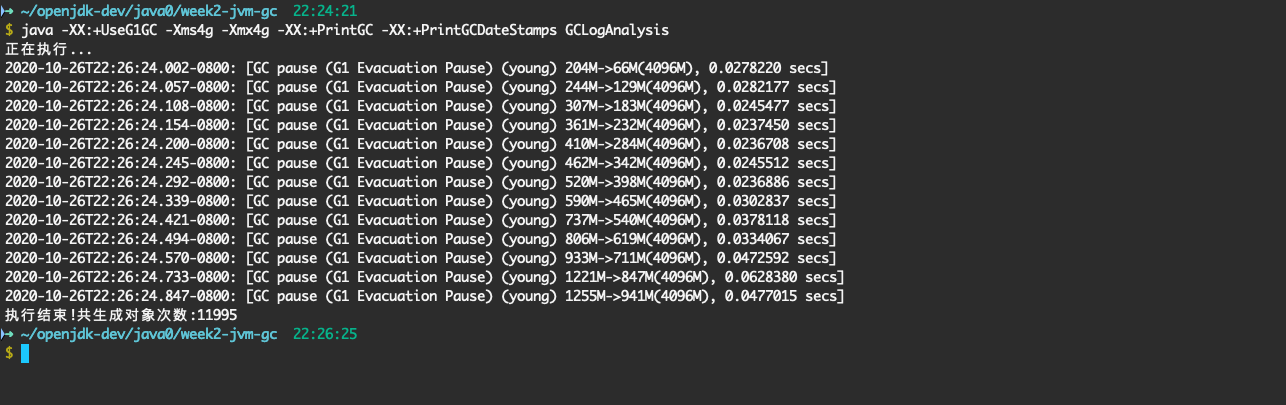 ➜ ~/openjdk-dev/java0/week2-jvm-gc 22:24:21
$ java -XX:+UseG1GC -Xms4g -Xmx4g -XX:+PrintGC -XX:+PrintGCDateStamps GCLogAnalysis
正在执行...
2020-10-26T22:26:24.002-0800: [GC pause (G1 Evacuation Pause) (young) 204M->66M(4096M), 0.0278220 secs]
2020-10-26T22:26:24.057-0800: [GC pause (G1 Evacuation Pause) (young) 244M->129M(4096M), 0.0282177 secs]
2020-10-26T22:26:24.108-0800: [GC pause (G1 Evacuation Pause) (young) 307M->183M(4096M), 0.0245477 secs]
2020-10-26T22:26:24.154-0800: [GC pause (G1 Evacuation Pause) (young) 361M->232M(4096M), 0.0237450 secs]
2020-10-26T22:26:24.200-0800: [GC pause (G1 Evacuation Pause) (young) 410M->284M(4096M), 0.0236708 secs]
2020-10-26T22:26:24.245-0800: [GC pause (G1 Evacuation Pause) (young) 462M->342M(4096M), 0.0245512 secs]
2020-10-26T22:26:24.292-0800: [GC pause (G1 Evacuation Pause) (young) 520M->398M(4096M), 0.0236886 secs]
2020-10-26T22:26:24.339-0800: [GC pause (G1 Evacuation Pause) (young) 590M->465M(4096M), 0.0302837 secs]
2020-10-26T22:26:24.421-0800: [GC pause (G1 Evacuation Pause) (young) 737M->540M(4096M), 0.0378118 secs]
2020-10-26T22:26:24.494-0800: [GC pause (G1 Evacuation Pause) (young) 806M->619M(4096M), 0.0334067 secs]
2020-10-26T22:26:24.570-0800: [GC pause (G1 Evacuation Pause) (young) 933M->711M(4096M), 0.0472592 secs]
2020-10-26T22:26:24.733-0800: [GC pause (G1 Evacuation Pause) (young) 1221M->847M(4096M), 0.0628380 secs]
2020-10-26T22:26:24.847-0800: [GC pause (G1 Evacuation Pause) (young) 1255M->941M(4096M), 0.0477015 secs]
执行结束!共生成对象次数:11995
➜ ~/openjdk-dev/java0/week2-jvm-gc 22:26:25
$